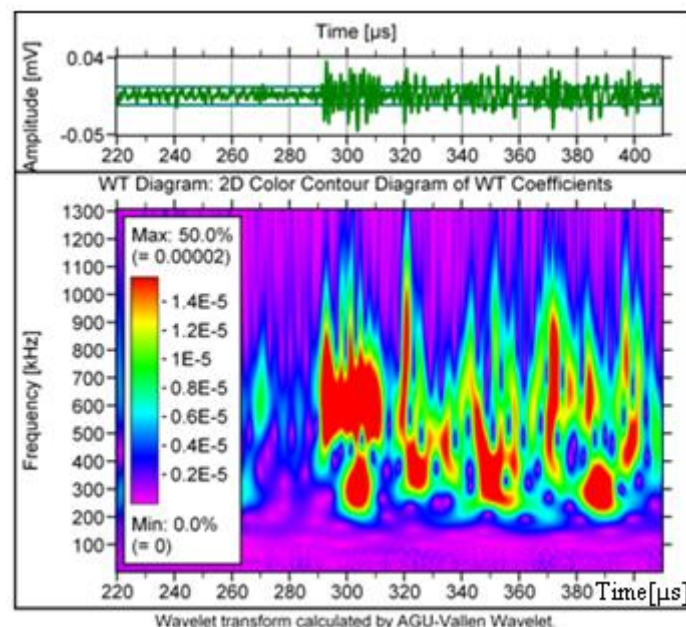 Time [µs]
Amplitude [mV]
0.04
-0.05
220 240 260 280 300 320 340 360 380 400
WT Diagram: 2D Color Contour Diagram of WT Coefficients
Frequency [kHz]
1300
1200
1100
1000
900
800
700
600
500
400
300
200
100
Max: 50.0%
(= 0.00002)
1.4E-5
1.2E-5
1E-5
0.8E-5
0.6E-5
0.4E-5
0.2E-5
Min: 0.0%
(= 0)
220 240 260 280 300 320 340 360 380 Time[µs]
Wavelet transform calculated by AGU-Vallen Wavelet.